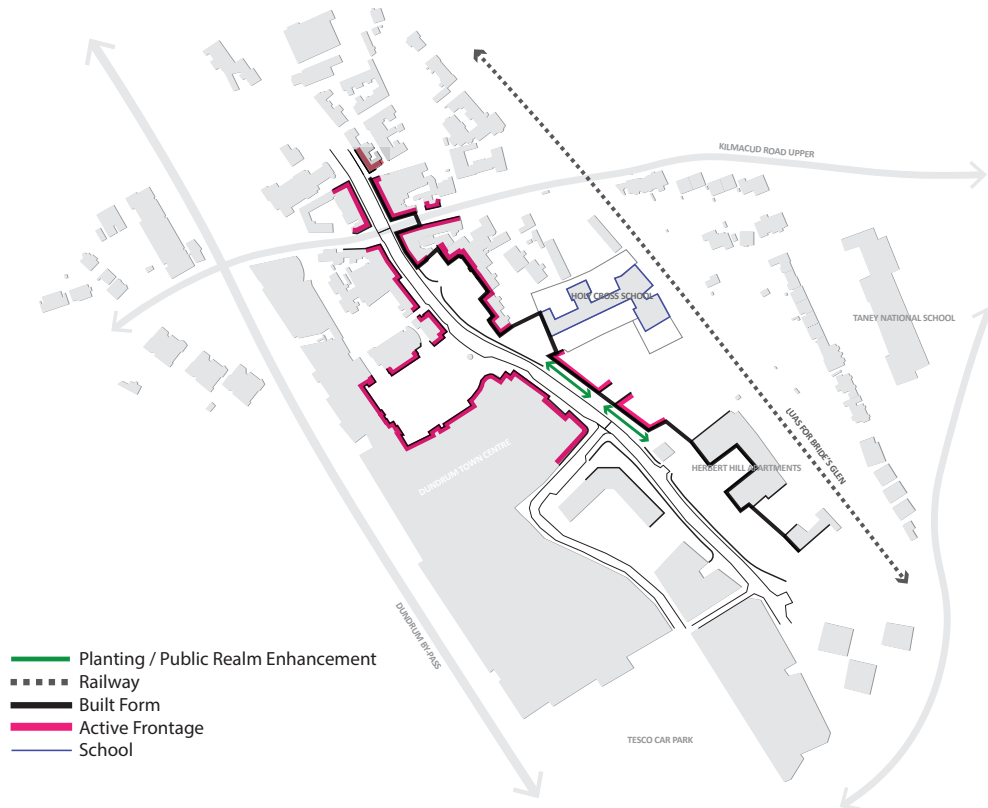 KILMACUD ROAD UPPER
HOLY CROSS SCHOOL
TANEY NATIONAL SCHOOL
LUAS FOR BRIDE'S GLEN
DUNDRUM TOWN CENTRE
HERBERT HILL APARTMENTS
DUNDRUM BY-PASS
TESCO CAR PARK
Planting / Public Realm Enhancement
Railway
Built Form
Active Frontage
School